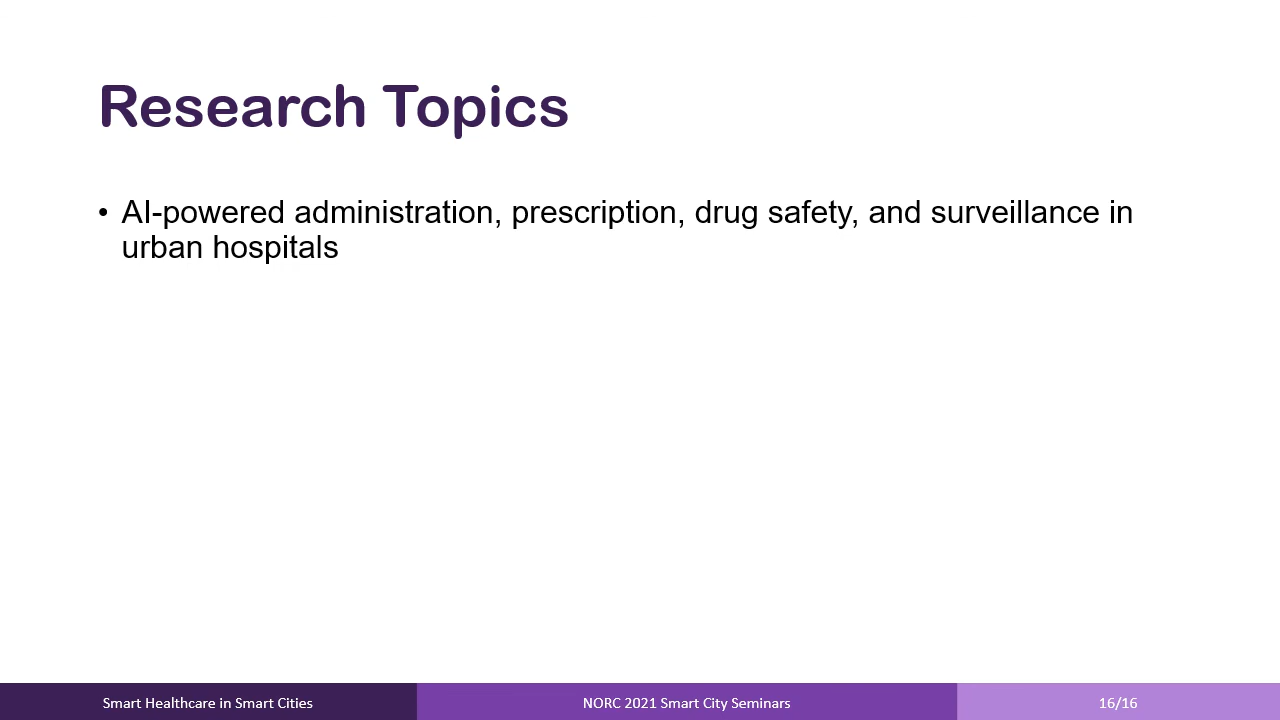 Research Topics
• AI-powered administration, prescription, drug safety, and surveillance in
urban hospitals
Smart Healthcare in Smart Cities
NORC 2021 Smart City Seminars
16/16